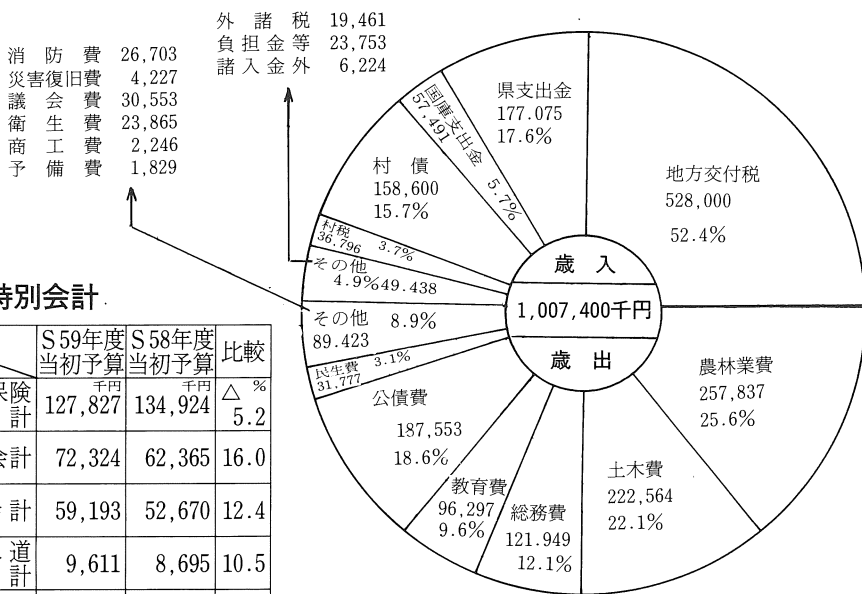 外諸税 19,461
負担金等 23,753
諸入金外 6,224
消防費 26,703
災害復旧費 4,227
議会費 30,553
衛生費 23,865
商工費 2,246
予備費 1,829
県支出金
177.075
17.6%
国庫支出金
57,491
5.7%
村債
158,600
15.7%
村税
36.796 3.7%
その他
4.9% 49.438
地方交付税
528,000
52.4%
歳入
1,007,400千円
歳出
その他 8.9%
89.423
民生費 3.1%
31,777
公債費
187,553
18.6%
教育費
96,297
9.6%
総務費
121.949
12.1%
土木費
222,564
22.1%
農林業費
257,837
25.6%
特別会計
S59年度 当初予算 S58年度 当初予算 比較
険計 127,827千円 134,924千円 △5.2%
会計 72,324 62,365 16.0
計 59,193 52,670 12.4
道計 9,611 8,695 10.5